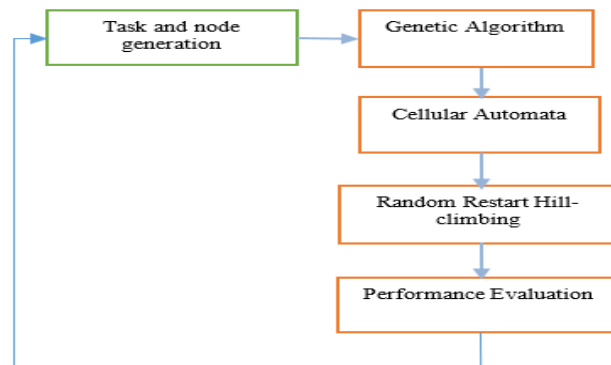 Task and node
generation
Genetic Algorithm
Cellular Automata
Random Restart Hill-
climbing
Performance Evaluation